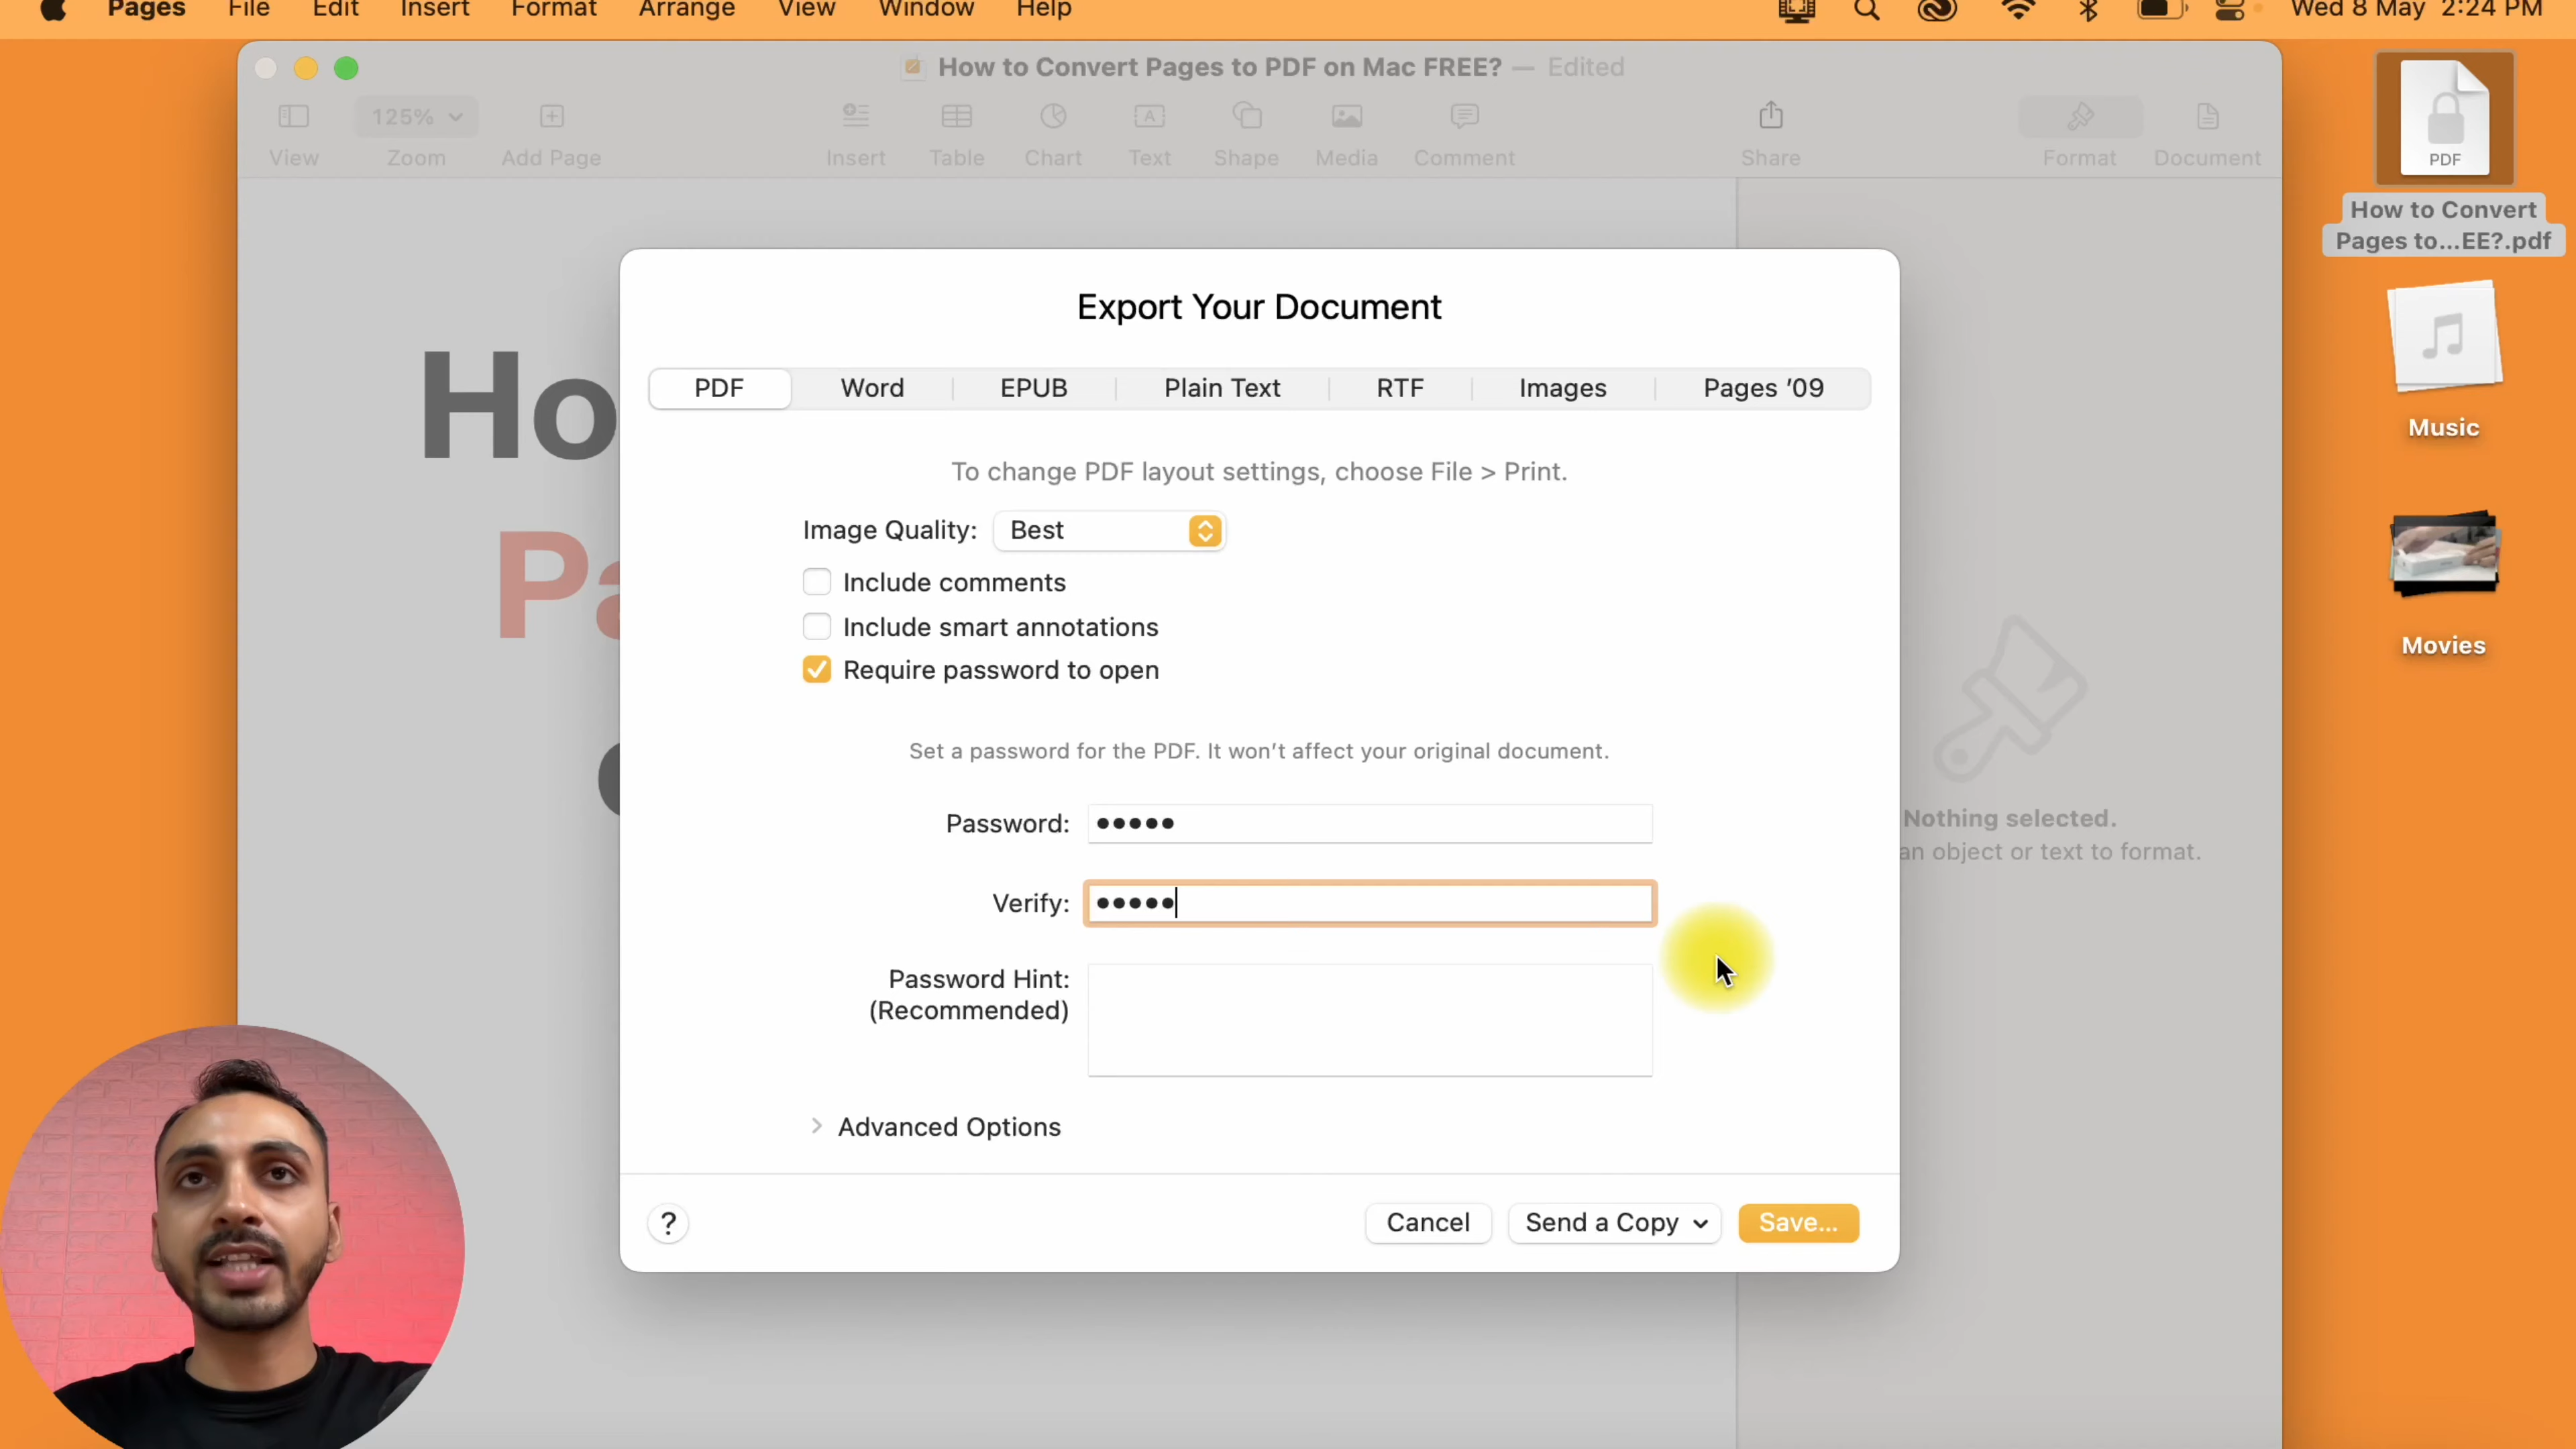 Pages File Edit Insert Format Arrange View Window Help Wed 8 May 2:24 PM
How to Convert Pages to PDF on Mac FREE? — Edited
125%
View Zoom Add Page Insert Table Chart Text Shape Media Comment Share Format Document
PDF
How to Convert
Pages to...EE?.pdf
Music
Movies
Ho
Pa
Export Your Document
PDF Word EPUB Plain Text RTF Images Pages ’09
To change PDF layout settings, choose File > Print.
Image Quality: Best
Include comments
Include smart annotations
Require password to open
Set a password for the PDF. It won’t affect your original document.
Password: •••••
Verify: •••••
Password Hint:
(Recommended)
Advanced Options
? Cancel Send a Copy Save...
Nothing selected.
an object or text to format.